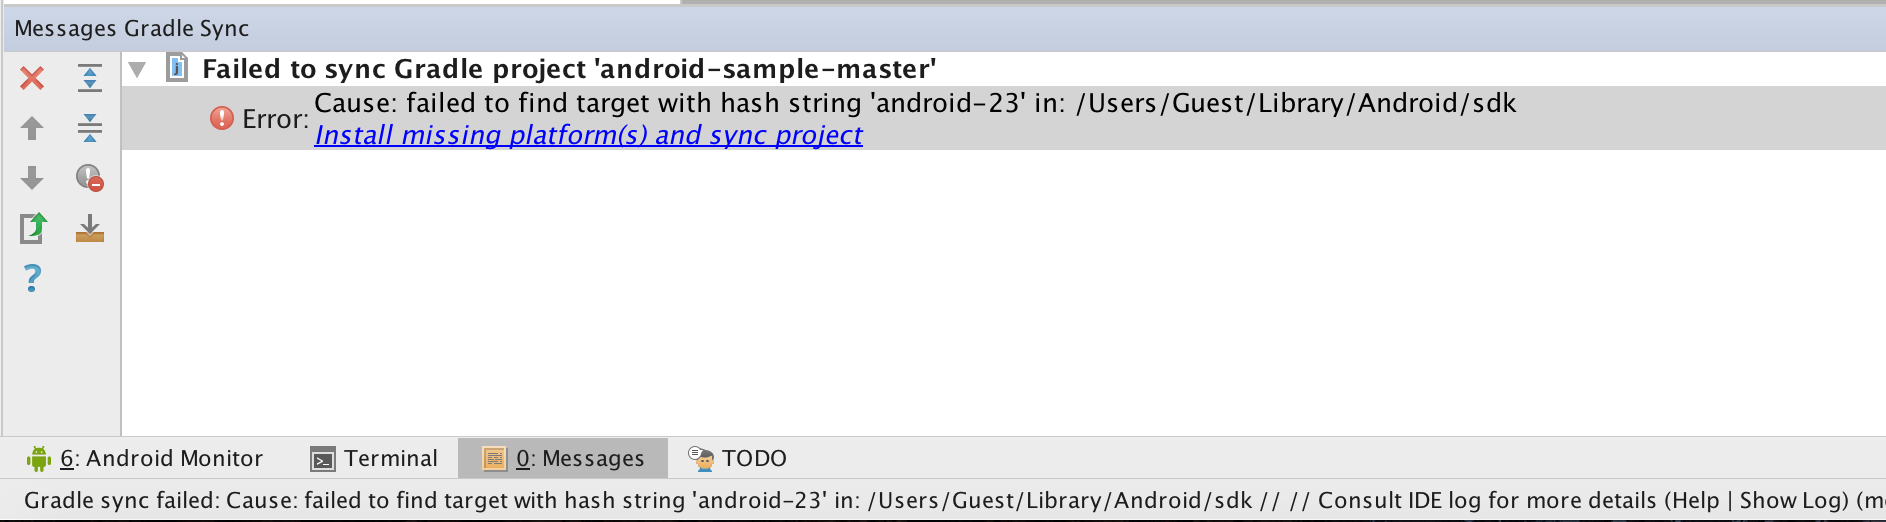 Messages Gradle Sync
Failed to sync Gradle project 'android-sample-master'
Error: Cause: failed to find target with hash string 'android-23' in: /Users/Guest/Library/Android/sdk
Install missing platform(s) and sync project
6: Android Monitor Terminal 0: Messages TODO
Gradle sync failed: Cause: failed to find target with hash string 'android-23' in: /Users/Guest/Library/Android/sdk // // Consult IDE log for more details (Help | Show Log)